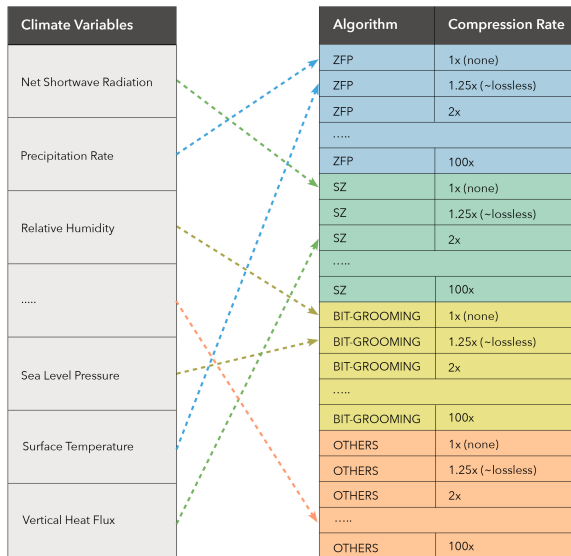 Climate Variables
Net Shortwave Radiation
Precipitation Rate
Relative Humidity
.....
Sea Level Pressure
Surface Temperature
Vertical Heat Flux
Algorithm Compression Rate
ZFP 1x (none)
ZFP 1.25x (~lossless)
ZFP 2x
.....
ZFP 100x
SZ 1x (none)
SZ 1.25x (~lossless)
SZ 2x
.....
SZ 100x
BIT-GROOMING 1x (none)
BIT-GROOMING 1.25x (~lossless)
BIT-GROOMING 2x
.....
BIT-GROOMING 100x
OTHERS 1x (none)
OTHERS 1.25x (~lossless)
OTHERS 2x
.....
OTHERS 100x